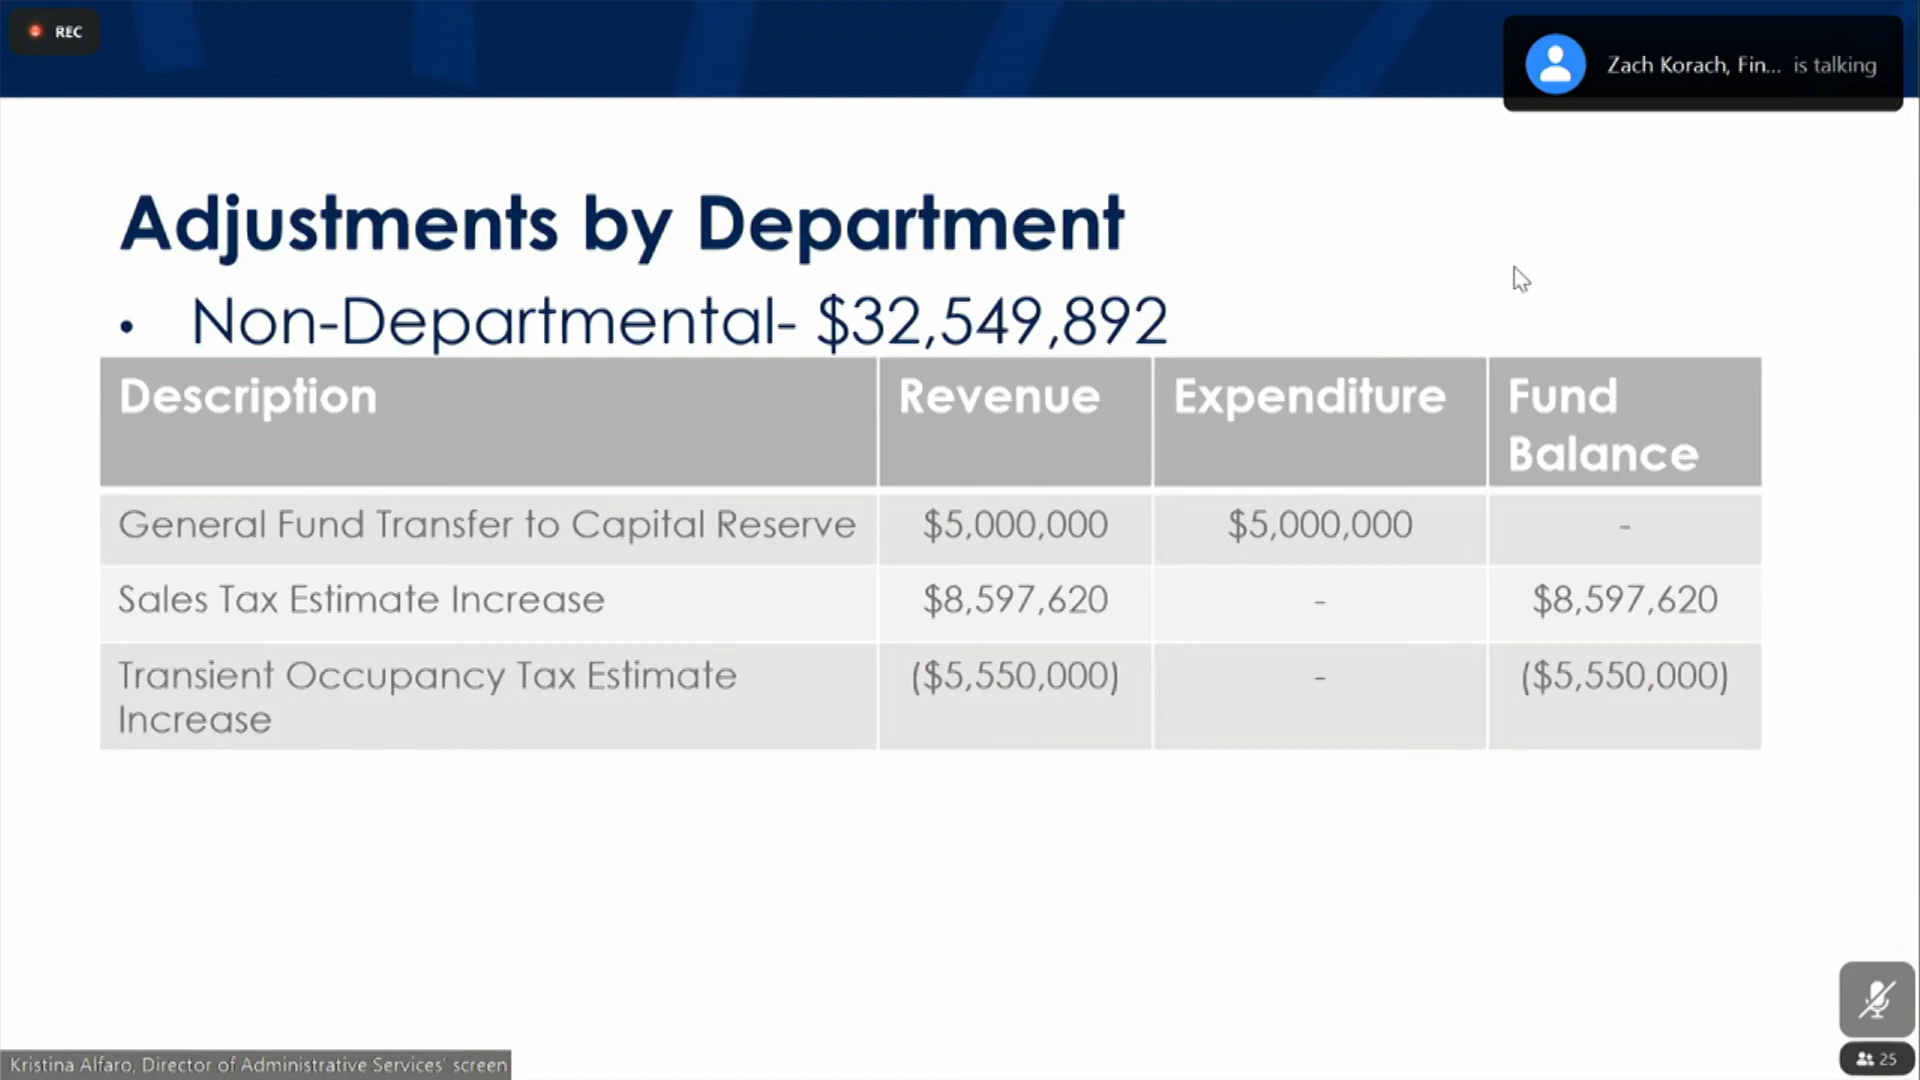 REC
Zach Korach, Fin... is talking
Adjustments by Department
• Non-Departmental- $32,549,892
Description Revenue Expenditure Fund Balance
General Fund Transfer to Capital Reserve $5,000,000 $5,000,000 -
Sales Tax Estimate Increase $8,597,620 - $8,597,620
Transient Occupancy Tax Estimate Increase ($5,550,000) - ($5,550,000)
Kristina Alfaro, Director of Administrative Services' screen
25